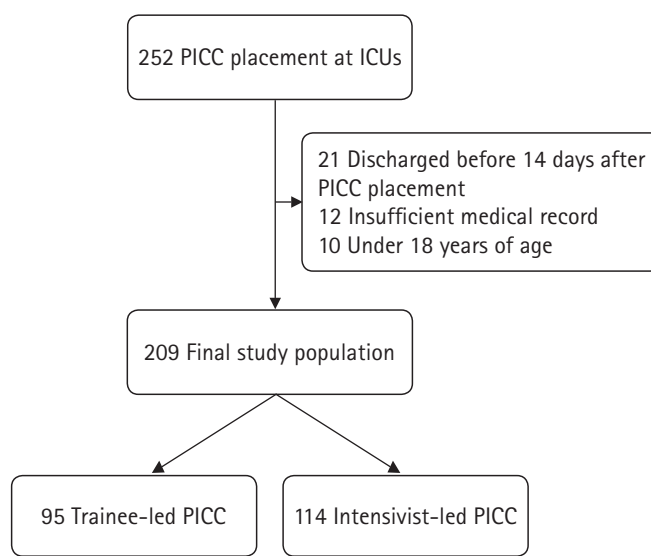 252 PICC placement at ICUs
21 Discharged before 14 days after
PICC placement
12 Insufficient medical record
10 Under 18 years of age
209 Final study population
95 Trainee-led PICC
114 Intensivist-led PICC